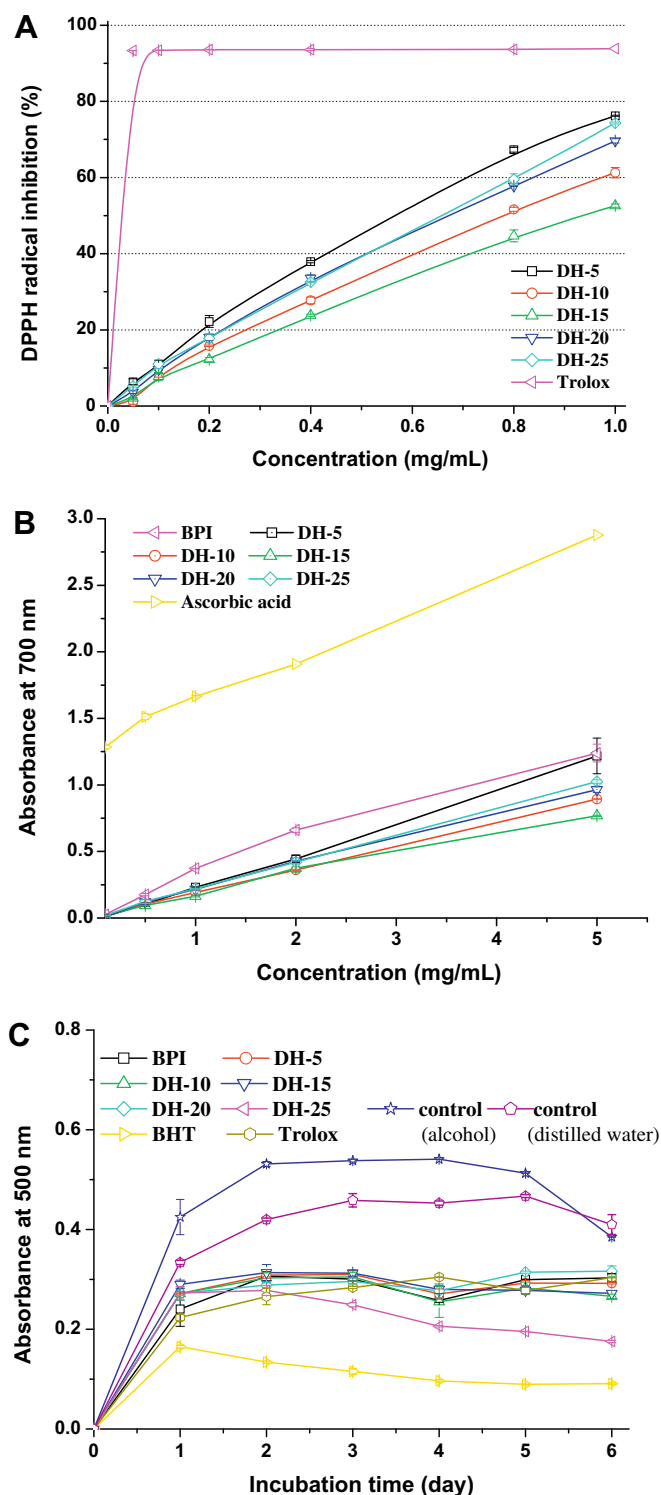 A
100
80
60
40
20
0
DPPH radical inhibition (%)
DH-5
DH-10
DH-15
DH-20
DH-25
Trolox
0.0 0.2 0.4 0.6 0.8 1.0
Concentration (mg/mL)
B
3.0
2.5
2.0
1.5
1.0
0.5
0.0
Absorbance at 700 nm
BPI DH-5
DH-10 DH-15
DH-20 DH-25
Ascorbic acid
1 2 3 4 5
Concentration (mg/mL)
C
0.8
0.6
0.4
0.2
0.0
Absorbance at 500 nm
BPI DH-5
DH-10 DH-15
DH-20 DH-25 control control
BHT Trolox (alcohol) (distilled water)
0 1 2 3 4 5 6
Incubation time (day)